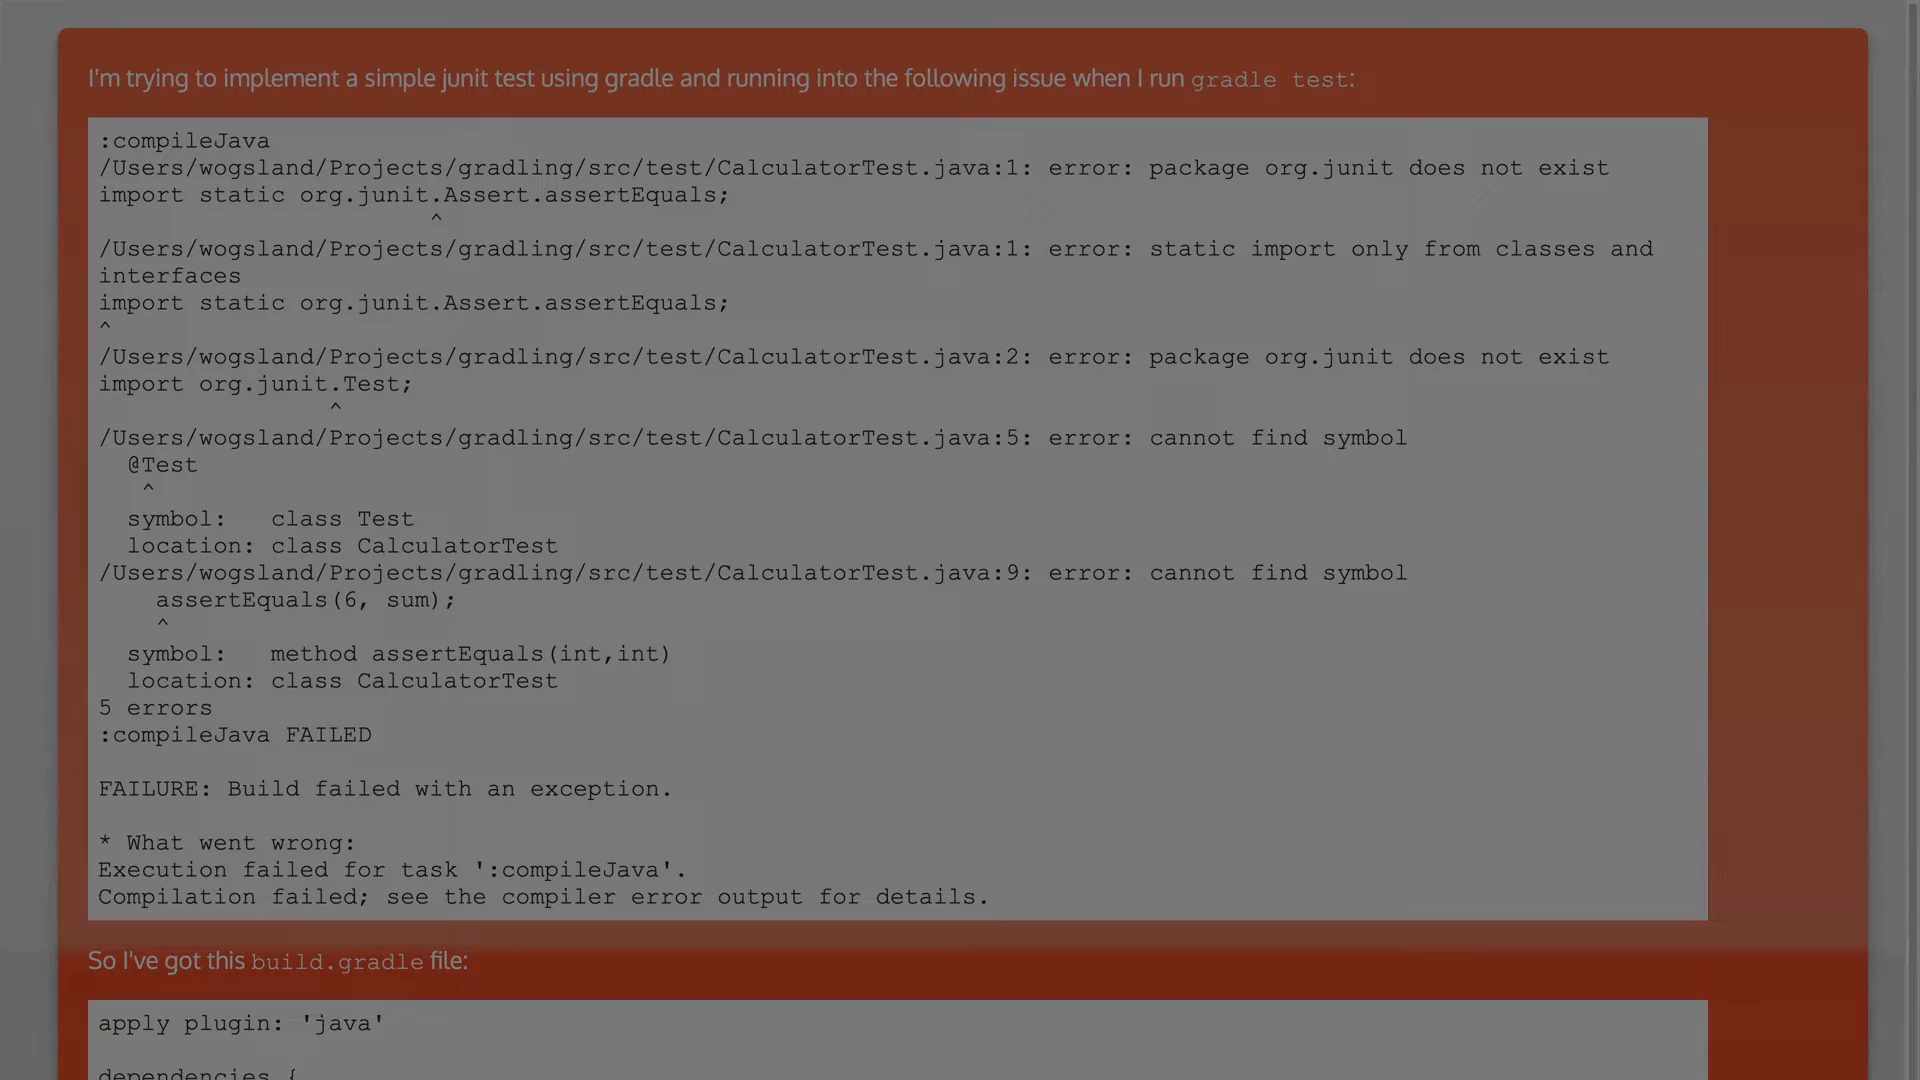 I'm trying to implement a simple junit test using gradle and running into the following issue when I run gradle test:
:compileJava
/Users/wogsland/Projects/gradling/src/test/CalculatorTest.java:1: error: package org.junit does not exist
import static org.junit.Assert.assertEquals;
^
/Users/wogsland/Projects/gradling/src/test/CalculatorTest.java:1: error: static import only from classes and
interfaces
import static org.junit.Assert.assertEquals;
^
/Users/wogsland/Projects/gradling/src/test/CalculatorTest.java:2: error: package org.junit does not exist
import org.junit.Test;
^
/Users/wogsland/Projects/gradling/src/test/CalculatorTest.java:5: error: cannot find symbol
@Test
^
symbol:   class Test
location: class CalculatorTest
/Users/wogsland/Projects/gradling/src/test/CalculatorTest.java:9: error: cannot find symbol
assertEquals(6, sum);
^
symbol:   method assertEquals(int,int)
location: class CalculatorTest
5 errors
:compileJava FAILED
FAILURE: Build failed with an exception.
* What went wrong:
Execution failed for task ':compileJava'.
Compilation failed; see the compiler error output for details.
So I've got this build.gradle file:
apply plugin: 'java'
dependencies {